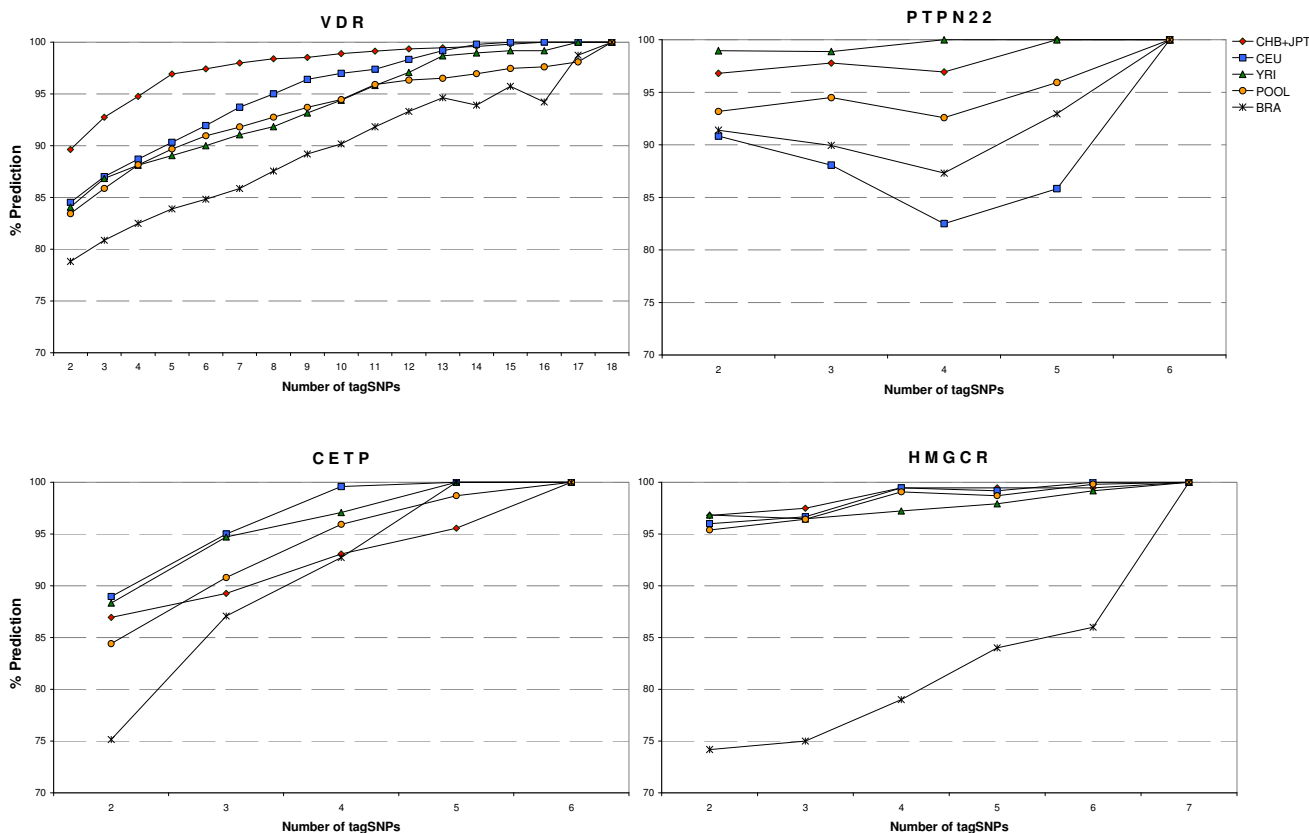 VDR
% Prediction
100
95
90
85
80
75
70
2 3 4 5 6 7 8 9 10 11 12 13 14 15 16 17 18
Number of tagSNPs
PTPN22
100
95
90
85
80
75
70
2 3 4 5 6
Number of tagSNPs
CHB+JPT
CEU
YRI
POOL
BRA
CETP
% Prediction
100
95
90
85
80
75
70
2 3 4 5 6
Number of tagSNPs
HMGCR
100
95
90
85
80
75
70
2 3 4 5 6 7
Number of tagSNPs